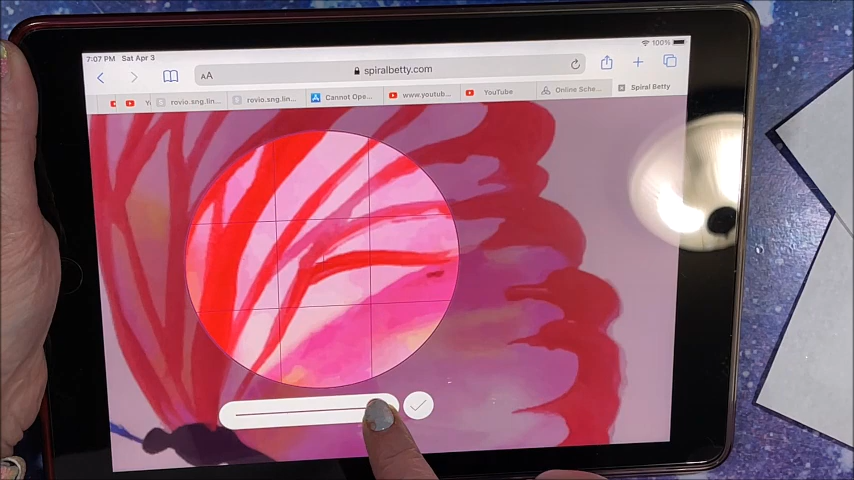 7:07 PM Sat Apr 3
100%
AA
spiralbetty.com
rovio.sng.lin...
rovio.sng.lin...
Cannot Ope...
www.youtub...
YouTube
Online Sche...
Spiral Betty